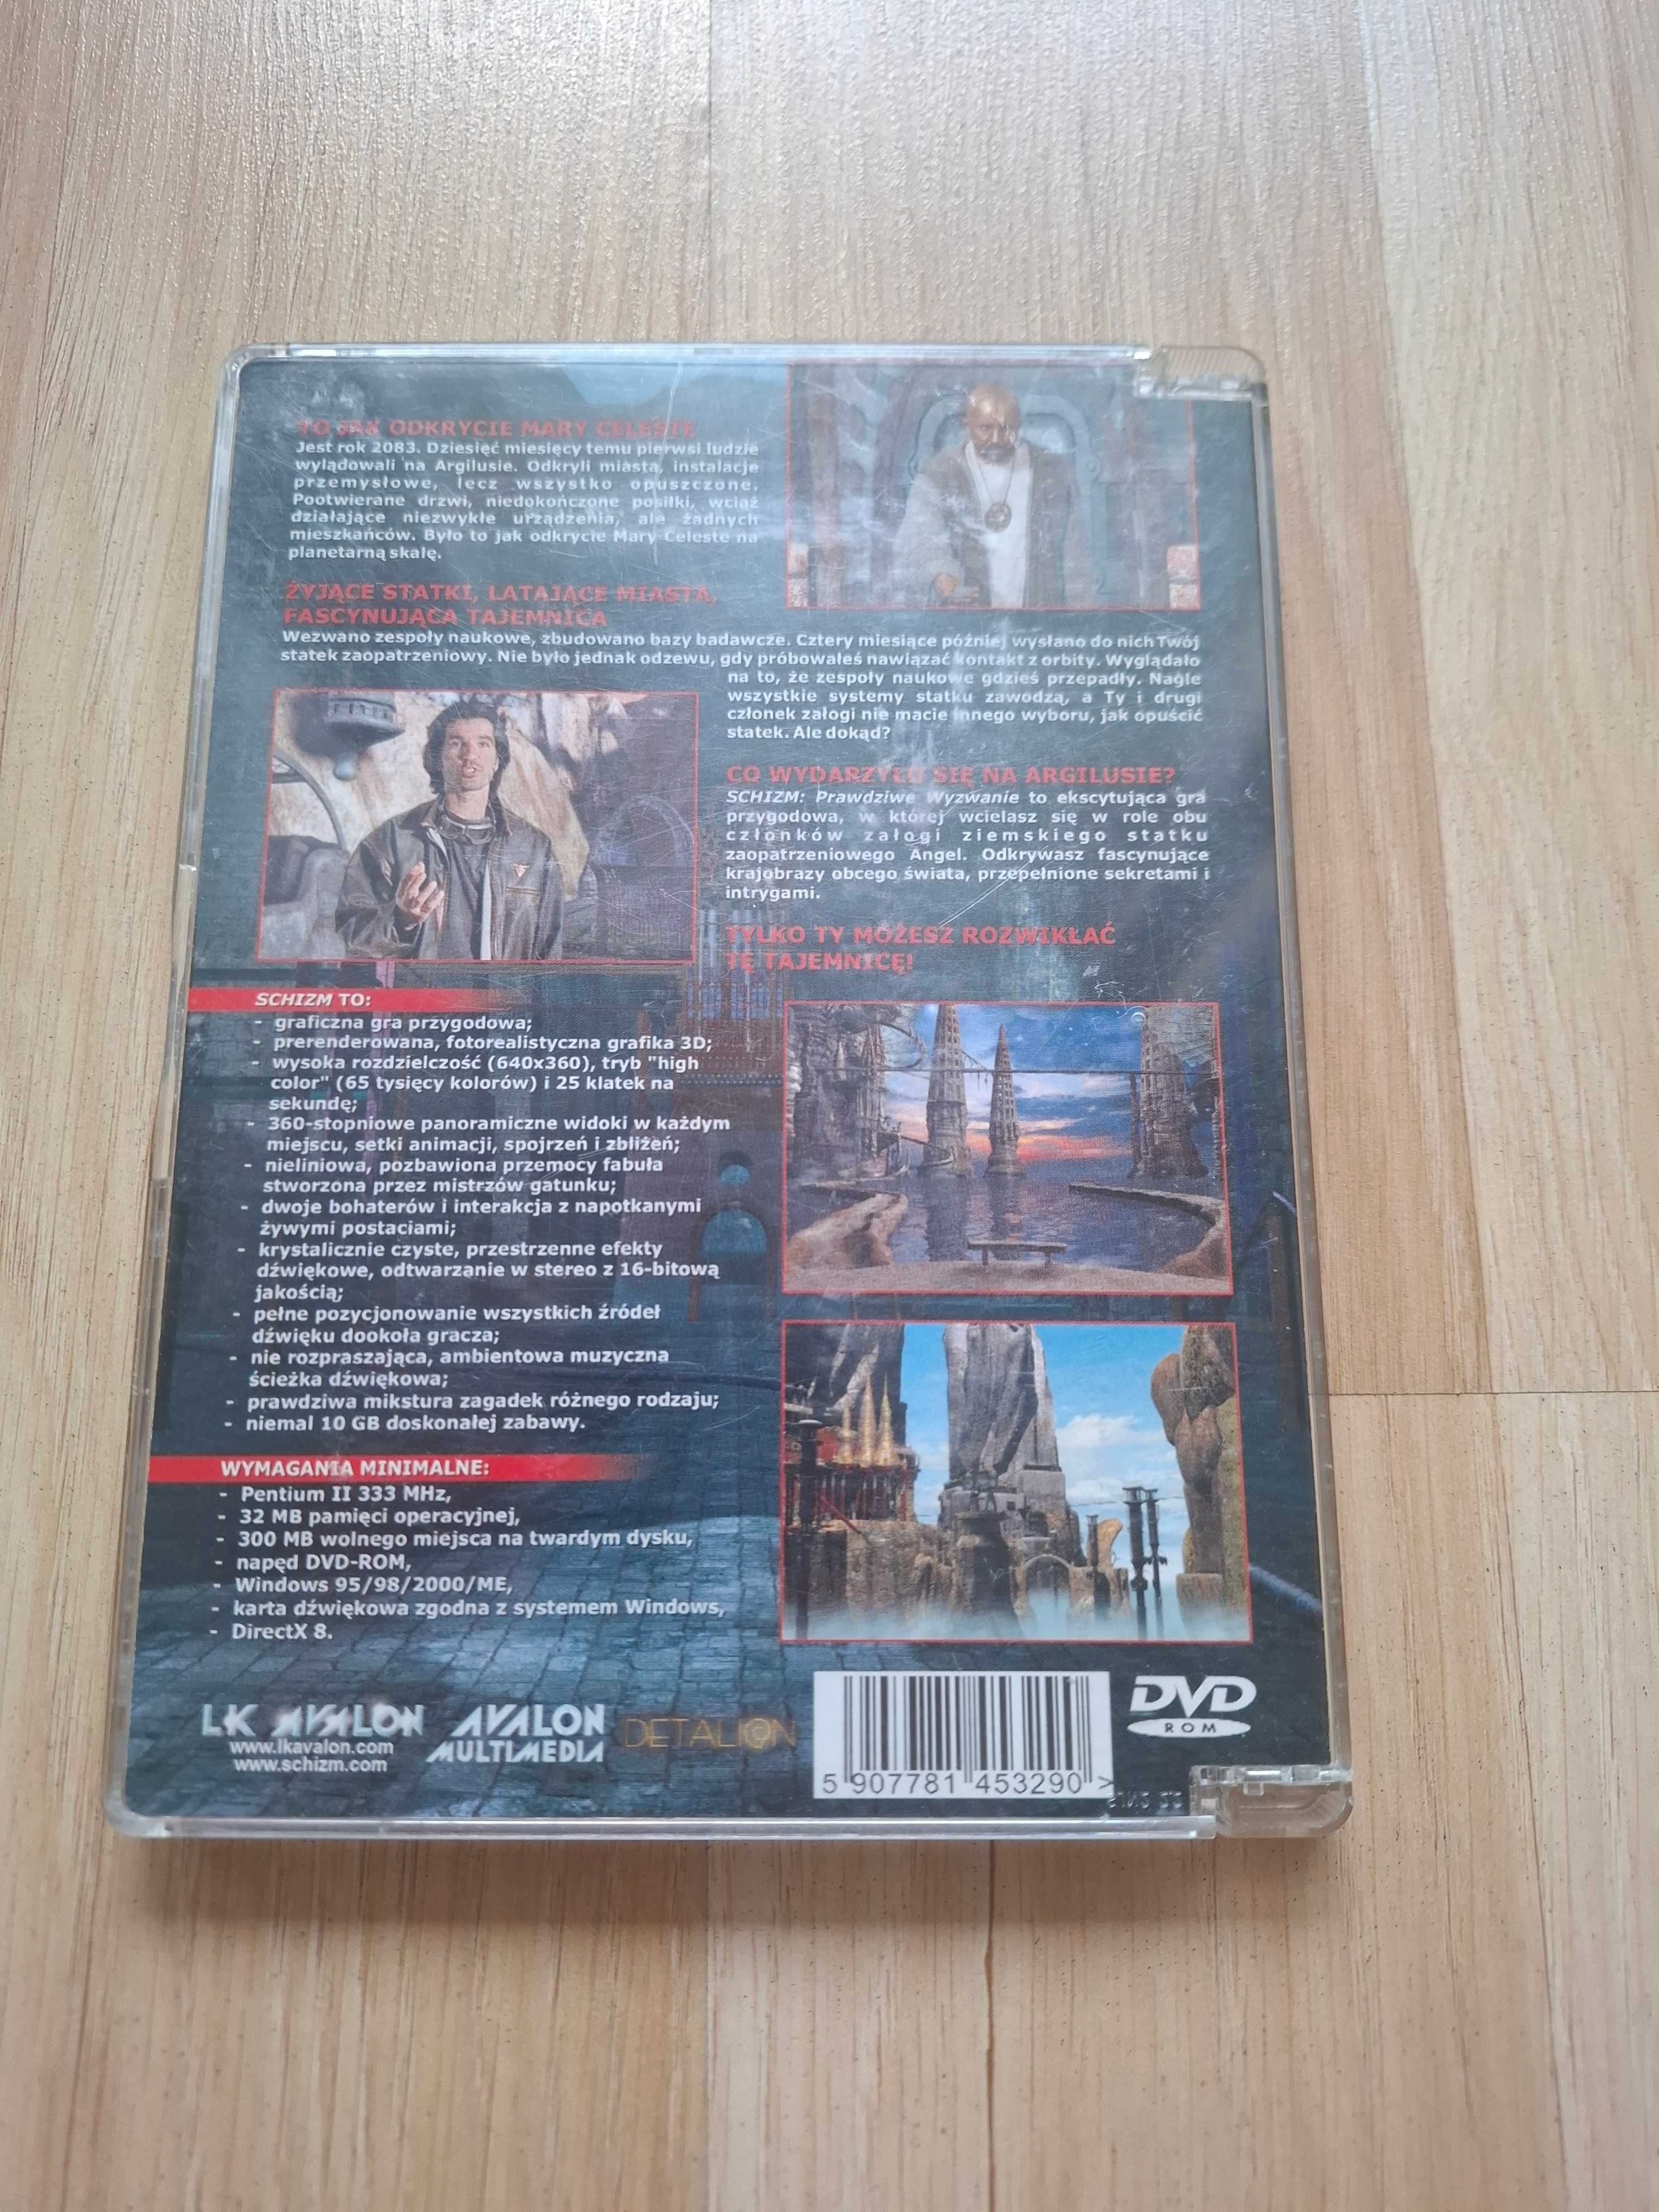 TO JAK ODKRYCIE MARY CELESTE
Jest rok 2083. Dziesięć miesięcy temu pierwsi ludzie
wylądowali na Argilusie. Odkryli miasta, instalacje
przemysłowe, lecz wszystko opuszczone.
Pootwierane drzwi, niedokończone posiłki, wciąż
działające niezwykłe urządzenia, ale żadnych
mieszkańców. Było to jak odkrycie Mary Celeste na
planetarną skalę.
ŻYJĄCE STATKI, LATAJĄCE MIASTA,
FASCYNUJĄCA TAJEMNICA
Wezwano zespoły naukowe, zbudowano bazy badawcze. Cztery miesiące później wysłano do nich Twój
statek zaopatrzeniowy. Nie było jednak odzewu, gdy próbowałeś nawiązać kontakt z orbity. Wyglądało
na to, że zespoły naukowe gdzieś przepadły. Nagle
wszystkie systemy statku zawodzą, a Ty i drugi
członek załogi nie macie innego wyboru, jak opuścić
statek. Ale dokąd?
CO WYDARZYŁO SIĘ NA ARGILUSIE?
SCHIZM: Prawdziwe Wyzwanie to ekscytująca gra
przygodowa, w której wcielasz się w role obu
członków załogi ziemskiego statku
zaopatrzeniowego Angel. Odkrywasz fascynujące
krajobrazy obcego świata, przepełnione sekretami i
intrygami.
TYLKO TY MOŻESZ ROZWIKŁAĆ
TĘ TAJEMNICĘ!
SCHIZM TO:
- graficzna gra przygodowa;
- prerenderowana, fotorealistyczna grafika 3D;
- wysoka rozdzielczość (640x360), tryb "high
color" (65 tysięcy kolorów) i 25 klatek na
sekundę;
- 360-stopniowe panoramiczne widoki w każdym
miejscu, setki animacji, spojrzeń i zbliżeń;
- nieliniowa, pozbawiona przemocy fabuła
stworzona przez mistrzów gatunku;
- dwoje bohaterów i interakcja z napotkanymi
żywymi postaciami;
- krystalicznie czyste, przestrzenne efekty
dźwiękowe, odtwarzanie w stereo z 16-bitową
jakością;
- pełne pozycjonowanie wszystkich źródeł
dźwięku dookoła gracza;
- nie rozpraszająca, ambientowa muzyczna
ścieżka dźwiękowa;
- prawdziwa mikstura zagadek różnego rodzaju;
- niemal 10 GB doskonałej zabawy.
WYMAGANIA MINIMALNE:
- Pentium II 333 MHz,
- 32 MB pamięci operacyjnej,
- 300 MB wolnego miejsca na twardym dysku,
- napęd DVD-ROM,
- Windows 95/98/2000/ME,
- karta dźwiękowa zgodna z systemem Windows,
- DirectX 8.
LK AVALON
www.lkavalon.com
www.schizm.com
AVALON
MULTIMEDIA
DETALION
5 907781 453290 >
DVD
ROM